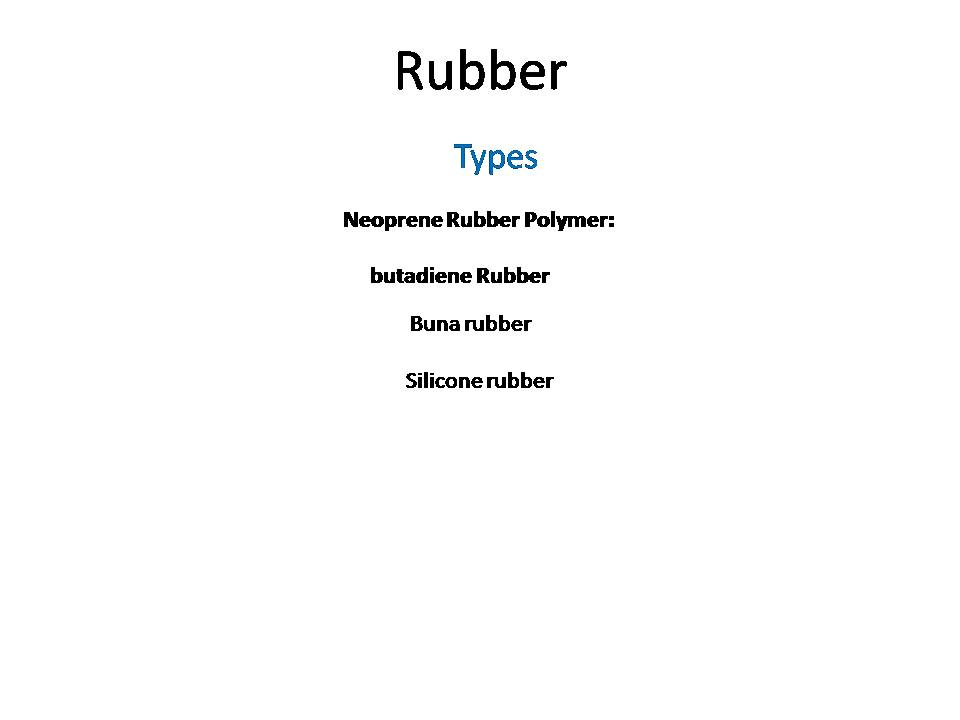 Rubber
Types
Neoprene Rubber Polymer:
butadiene Rubber
Buna rubber
Silicone rubber